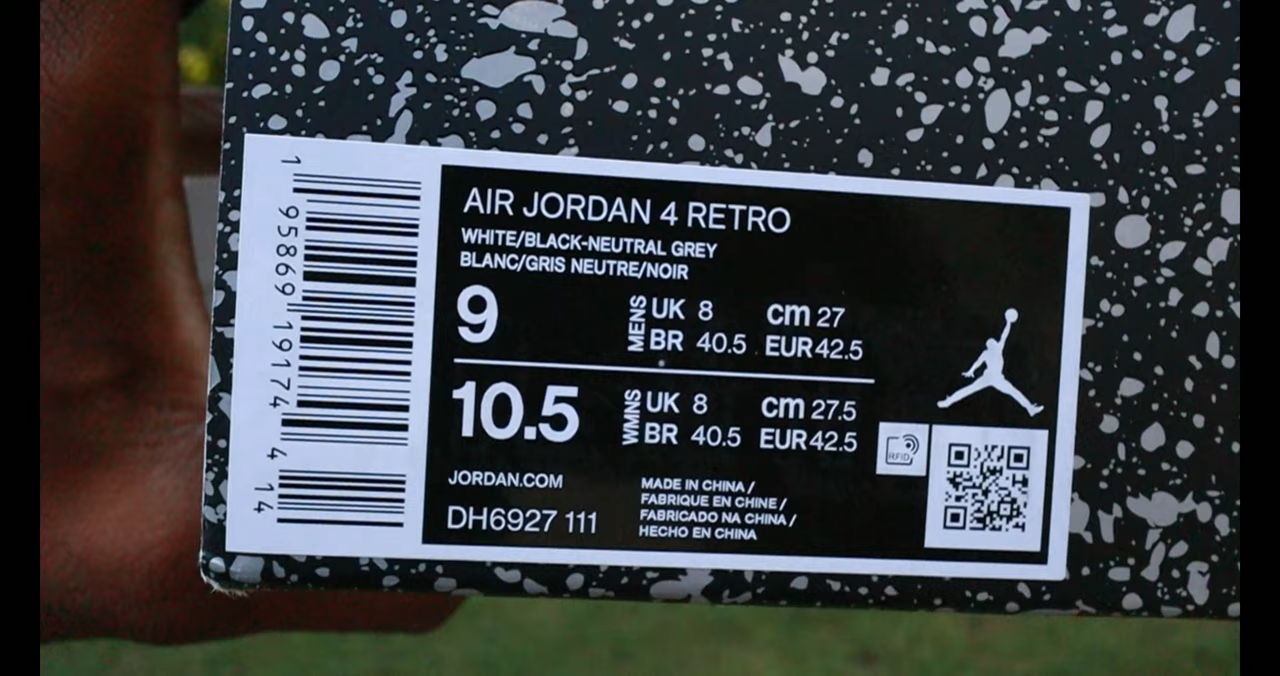 1 95869 19174 4 14
AIR JORDAN 4 RETRO
WHITE/BLACK-NEUTRAL GREY
BLANC/GRIS NEUTRE/NOIR
9 MENS UK 8 cm 27
BR 40.5 EUR 42.5
10.5 WMNS UK 8 cm 27.5
BR 40.5 EUR 42.5
RFID
JORDAN.COM
DH6927 111
MADE IN CHINA /
FABRIQUE EN CHINE /
FABRICADO NA CHINA /
HECHO EN CHINA